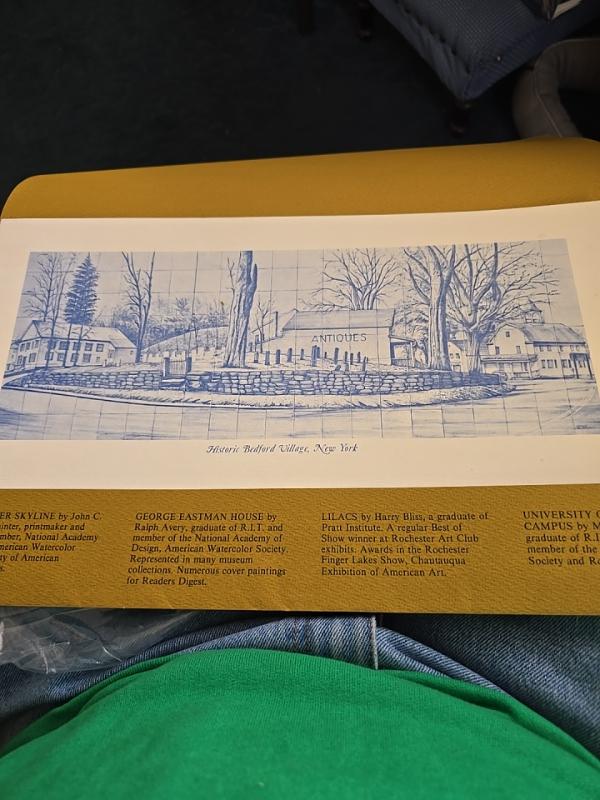 ANTIQUES
Historic Bedford Village, New York
ER SKYLINE by John C.
inter, printmaker and
mber, National Academy
merican Watercolor
ty of American
s.
GEORGE EASTMAN HOUSE by
Ralph Avery, graduate of R.I.T. and
member of the National Academy of
Design, American Watercolor Society.
Represented in many museum
collections. Numerous cover paintings
for Readers Digest.
LILACS by Harry Bliss, a graduate of
Pratt Institute. A regular Best of
Show winner at Rochester Art Club
exhibits. Awards in the Rochester
Finger Lakes Show, Chautauqua
Exhibition of American Art.
UNIVERSITY O
CAMPUS by M
graduate of R.I
member of the
Society and Ro